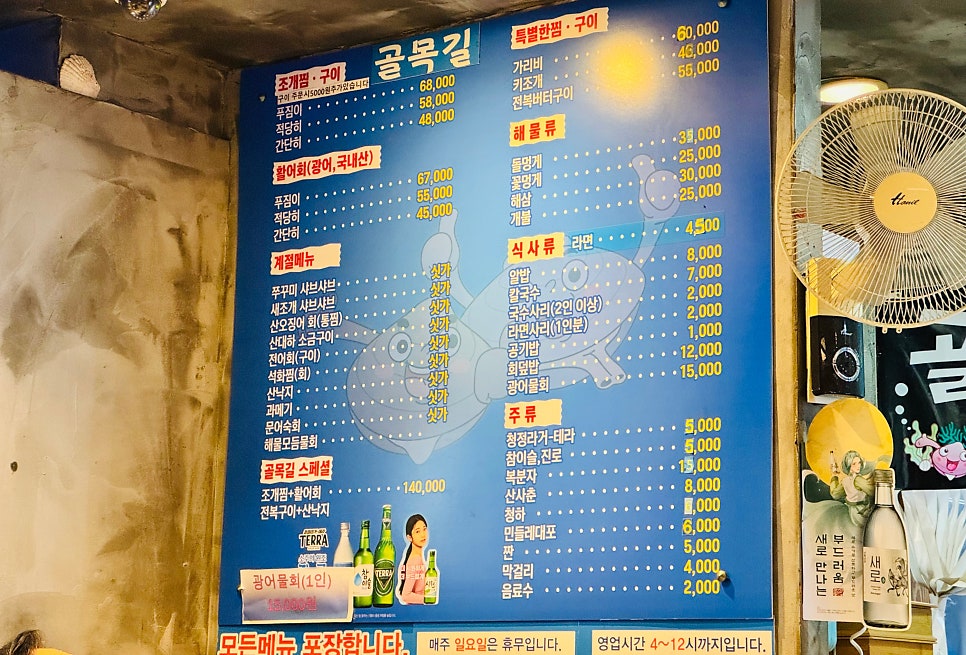 골목길
조개찜 · 구이
구이 주문시5000원추가있습니다
푸짐이 68,000
적당히 58,000
간단히 48,000
활어회(광어,국내산)
푸짐이 67,000
적당히 55,000
간단히 45,000
계절메뉴
쭈꾸미 샤브샤브 싯가
새조개 샤브샤브 싯가
산오징어 회(통찜) 싯가
산대하 소금구이 싯가
전어회(구이) 싯가
석화찜(회) 싯가
산낙지 싯가
과메기 싯가
문어숙회 싯가
해물모듬물회
골목길 스페셜
조개찜+활어회 140,000
전복구이+산낙지
TERRA
참이슬
TERRA
광어물회(1인)
특별한찜 · 구이
가리비 60,000
키조개
전복버터구이 55,000
해물류
돌멍게 35,000
꽃멍게 25,000
해삼 30,000
개불 25,000
식사류 라면 4,500
알밥 8,000
칼국수 7,000
국수사리(2인 이상) 2,000
라면사리(1인분) 2,000
공기밥 1,000
회덮밥 12,000
광어물회 15,000
주류
청정라거-테라 5,000
참이슬,진로 5,000
복분자 15,000
산사춘 8,000
청하
민들레대포 6,000
짠 5,000
막걸리 4,000
음료수 2,000
모든메뉴 포장합니다.
매주 일요일은 휴무입니다.
영업시간 4~12시까지입니다.
Hanil
새로 만나는
부드러움
새로